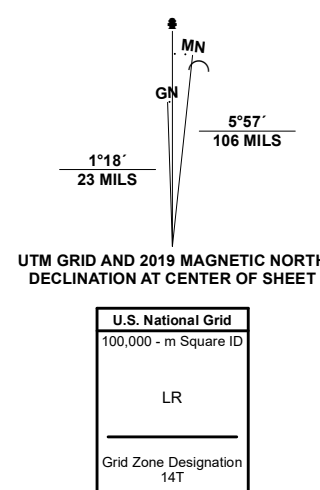 MN
GN
5°57´
106 MILS
1°18´
23 MILS
UTM GRID AND 2019 MAGNETIC NORTH
DECLINATION AT CENTER OF SHEET
U.S. National Grid
100,000 - m Square ID
LR
Grid Zone Designation
14T